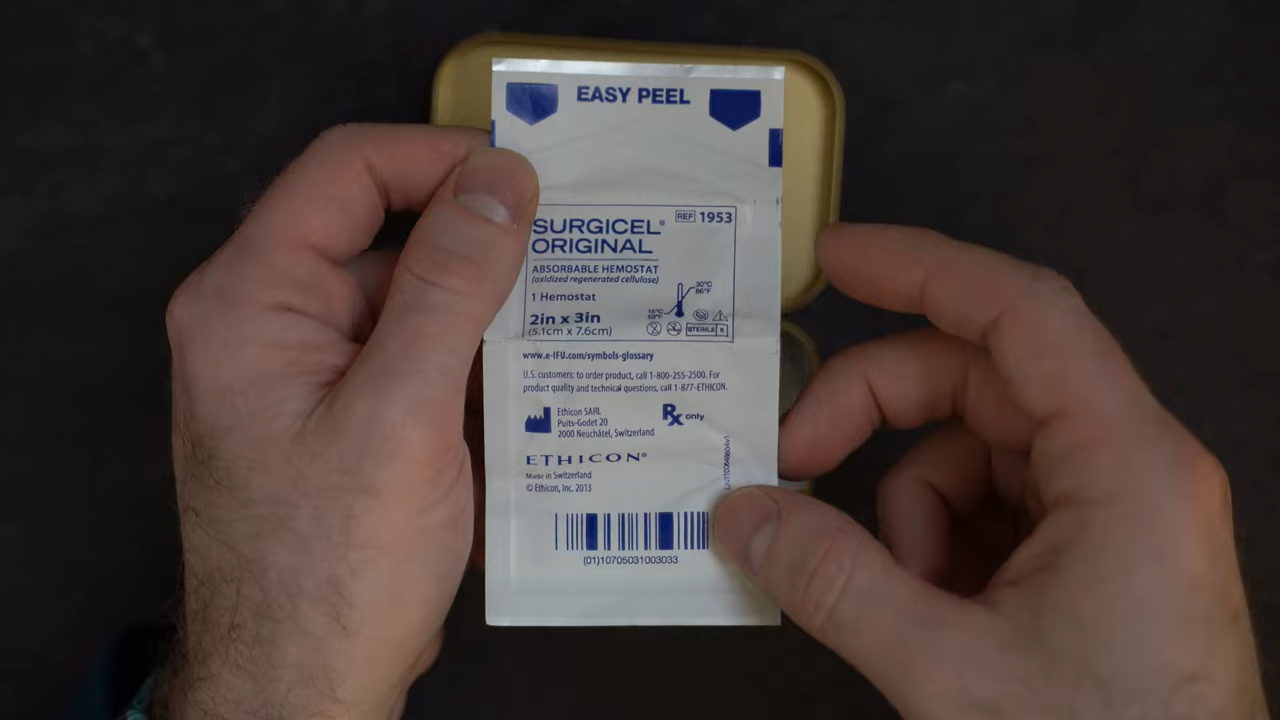 EASY PEEL
SURGICEL®
ORIGINAL
REF 1953
ABSORBABLE HEMOSTAT
(oxidized regenerated cellulose)
1 Hemostat
2in x 3in
(5.1cm x 7.6cm)
30°C
86°F
15°C
59°F
STERILE R
www.e-IFU.com/symbols-glossary
U.S. customers: to order product, call 1-800-255-2500. For
product quality and technical questions, call 1-877-ETHICON.
Ethicon SARL
Puits-Godet 20
2000 Neuchâtel, Switzerland
Rx only
ETHICON®
Made in Switzerland
© Ethicon, Inc. 2013
(01)10705031003033